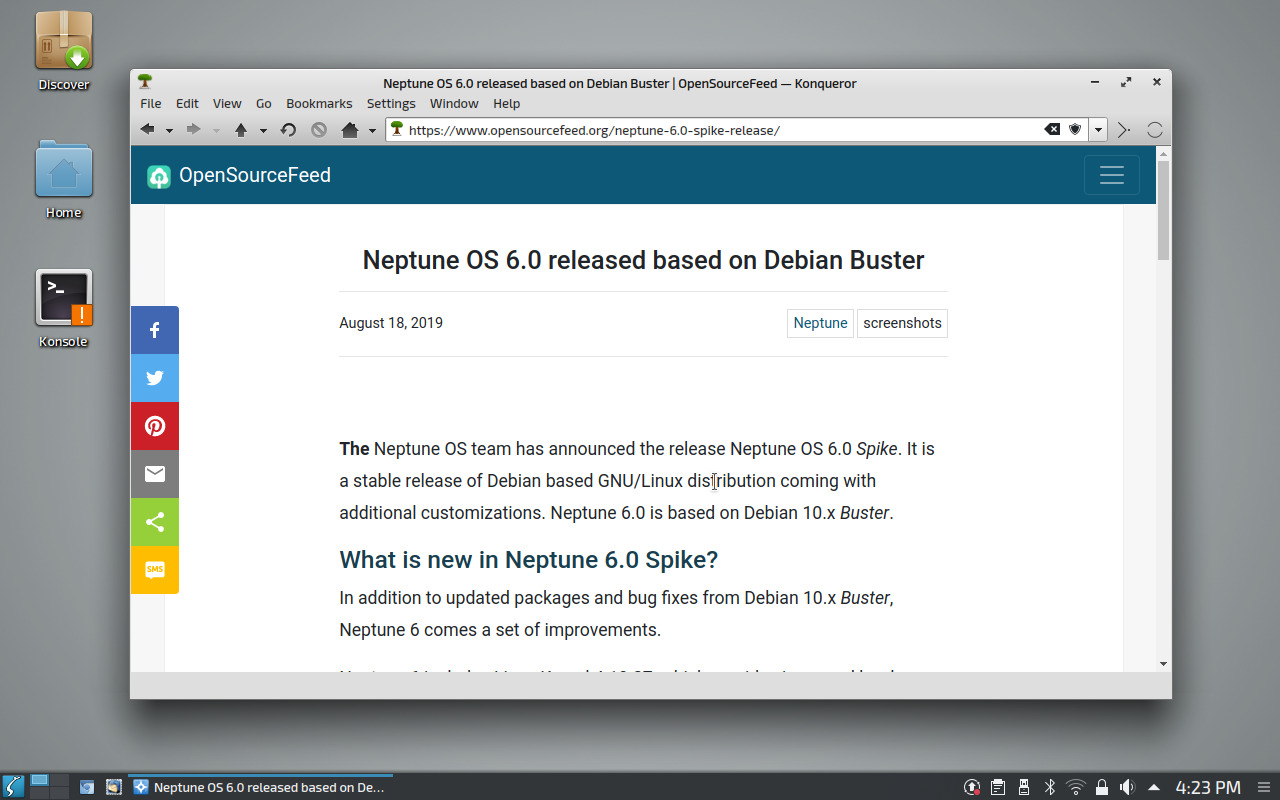 Discover
Home
Konsole
Neptune OS 6.0 released based on Debian Buster | OpenSourceFeed — Konqueror
File Edit View Go Bookmarks Settings Window Help
https://www.opensourcefeed.org/neptune-6.0-spike-release/
OpenSourceFeed
Neptune OS 6.0 released based on Debian Buster
August 18, 2019
Neptune screenshots
The Neptune OS team has announced the release Neptune OS 6.0 Spike. It is
a stable release of Debian based GNU/Linux distribution coming with
additional customizations. Neptune 6.0 is based on Debian 10.x Buster.
What is new in Neptune 6.0 Spike?
In addition to updated packages and bug fixes from Debian 10.x Buster,
Neptune 6 comes a set of improvements.
SMS
Neptune OS 6.0 released based on De...
4:23 PM